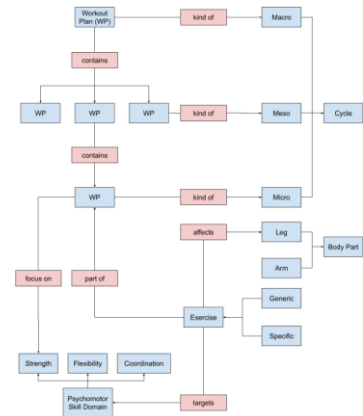 Workout
Plan (WP)
kind of
Macro
contains
WP
WP
WP
kind of
Meso
Cycle
contains
WP
kind of
Micro
affects
Leg
Body Part
Arm
focus on
part of
Generic
Exercise
Specific
Strength
Flexibility
Coordination
Psychomotor
Skill Domain
targets